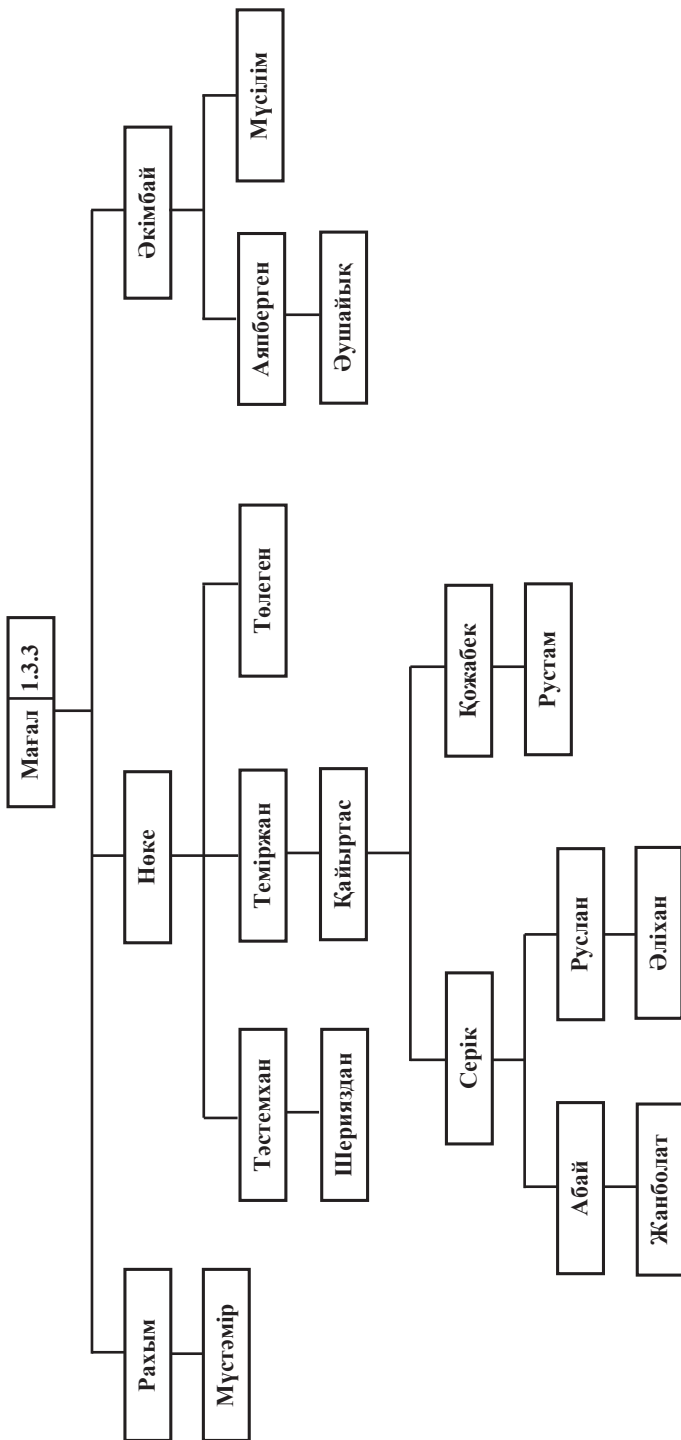 Мағал 1.3.3
Рахым
Нөке
Әкімбай
Мүстәмір
Тәстемхан
Теміржан
Төлеген
Аяпберген
Мүсілім
Шерияздан
Қайыртас
Әушайық
Серік
Қожабек
Абай
Руслан
Рустам
Жанболат
Әліхан